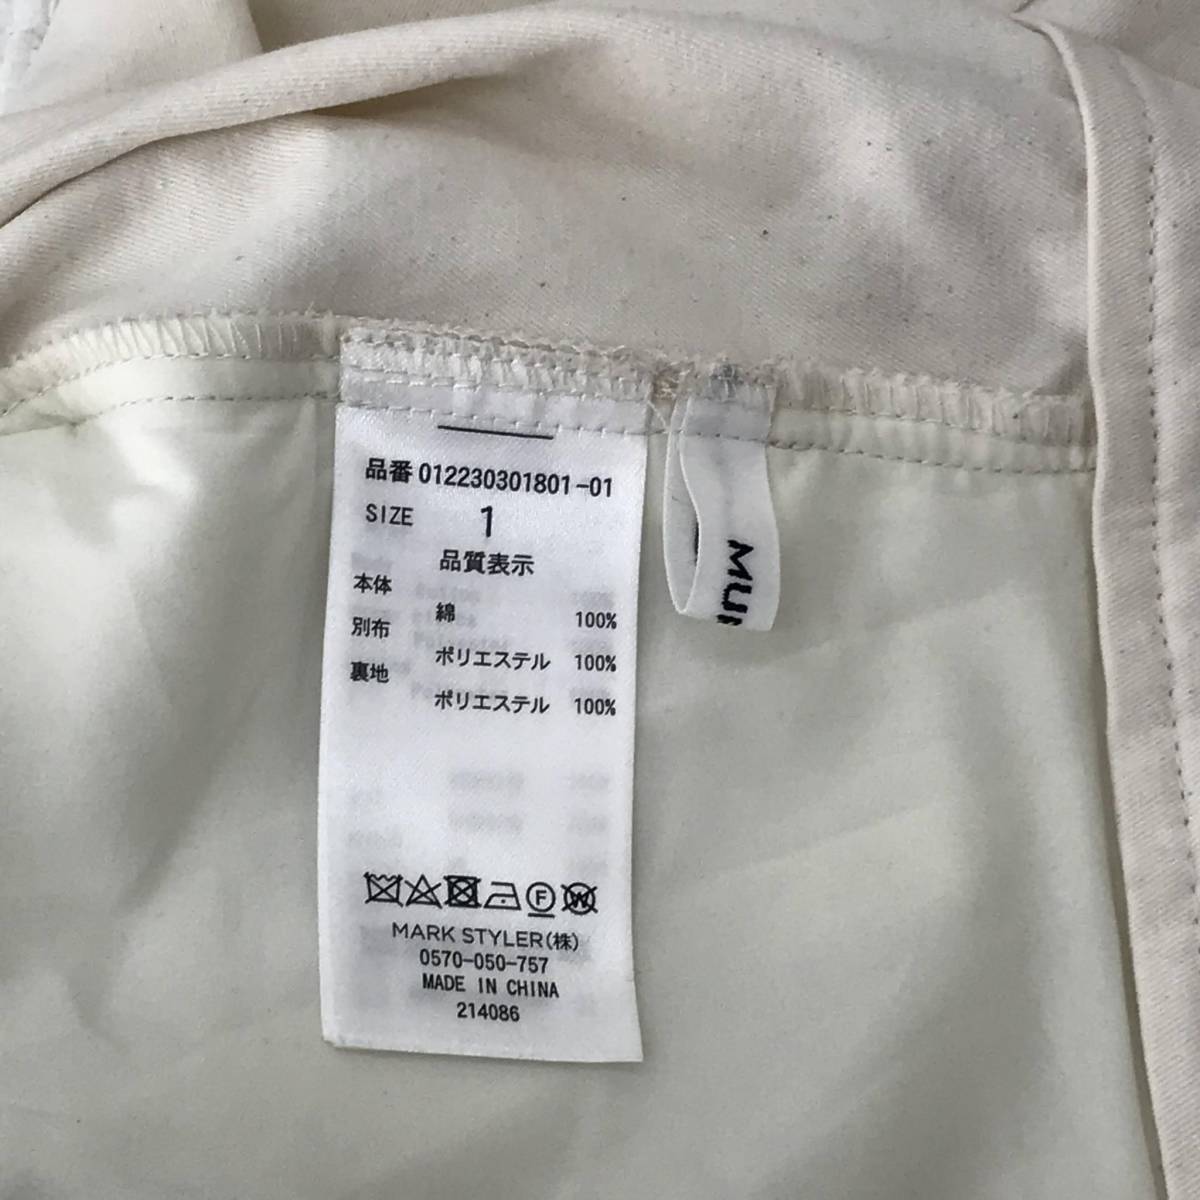 品番 012230301801-01
SIZE 1
品質表示
本体
綿 100%
別布
ポリエステル 100%
裏地
ポリエステル 100%
F W
MARK STYLER(株)
0570-050-757
MADE IN CHINA
214086